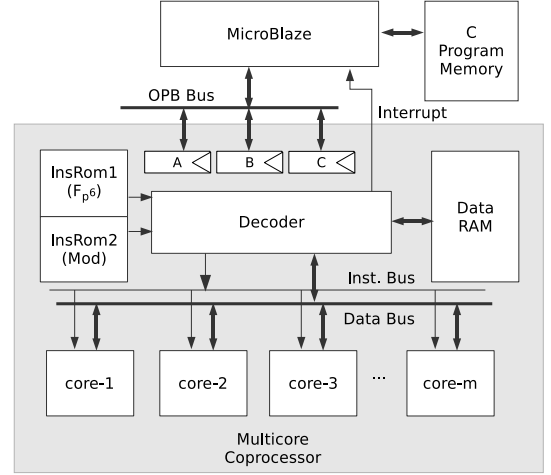 MicroBlaze
C
Program
Memory
OPB Bus
Interrupt
A
B
C
InsRom1
(Fp6)
InsRom2
(Mod)
Decoder
Data
RAM
Inst. Bus
Data Bus
core-1
core-2
core-3
...
core-m
Multicore
Coprocessor